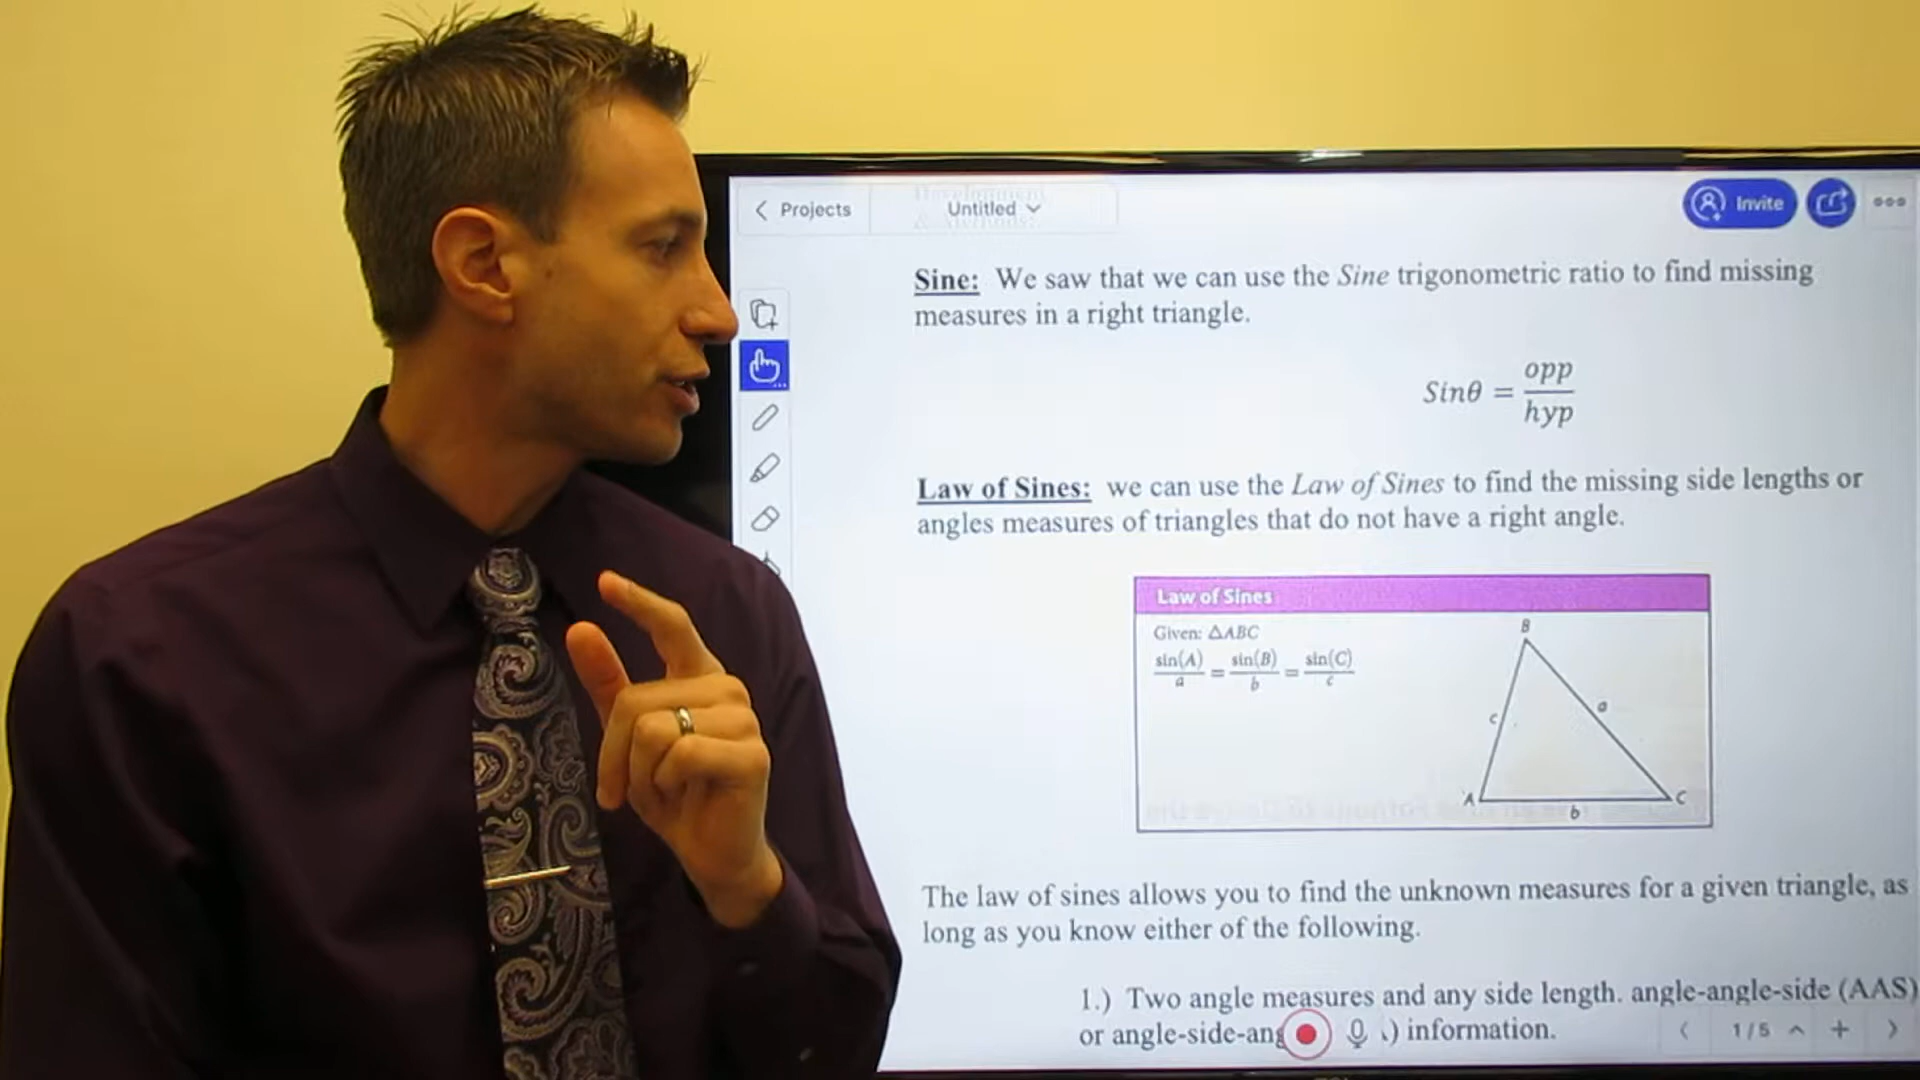 Development
& Methods:
Projects
Untitled
Invite
Sine: We saw that we can use the Sine trigonometric ratio to find missing
measures in a right triangle.
Sinθ = opp/hyp
Law of Sines: we can use the Law of Sines to find the missing side lengths or
angles measures of triangles that do not have a right angle.
Law of Sines
Given: △ABC
sin(A)/a = sin(B)/b = sin(C)/c
B
c
a
A
C
b
The law of sines allows you to find the unknown measures for a given triangle, as
long as you know either of the following.
1.) Two angle measures and any side length. angle-angle-side (AAS)
or angle-side-ang .) information.
1/5